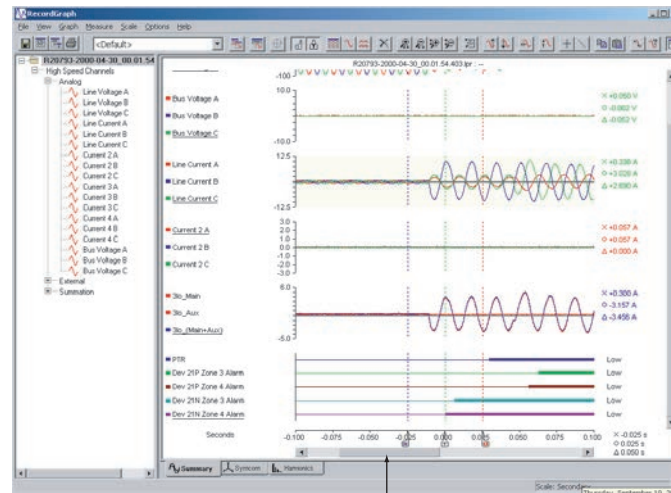 RecordGraph
File View Graph Measure Scale Options Help
<Default>
R20793-2000-04-30_00.01.54
High Speed Channels
Analog
Line Voltage A
Line Voltage B
Line Voltage C
Line Current A
Line Current B
Line Current C
Current 2 A
Current 2 B
Current 2 C
Current 3 A
Current 3 B
Current 3 C
Current 4 A
Current 4 B
Current 4 C
Bus Voltage A
Bus Voltage B
Bus Voltage C
External
Summation
R20793-2000-04-30_00.01.54.403.lpr : --
-100
10.0
Bus Voltage A
Bus Voltage B
Bus Voltage C
-10.0
X +0.050 V
O -0.002 V
Δ -0.052 V
12.5
Line Current A
Line Current B
Line Current C
-12.5
X +0.338 A
O +3.028 A
Δ +2.690 A
3.0
2.0
1.0
0.0
-1.0
-2.0
-3.0
Current 2 A
Current 2 B
Current 2 C
X +0.057 A
O +0.057 A
Δ +0.000 A
6.0
3Io_Main
3Io_Aux
3Io_(Main+Aux)
-5.0
X +0.300 A
O -3.157 A
Δ -3.456 A
PTR Low
Dev 21P Zone 3 Alarm Low
Dev 21P Zone 4 Alarm Low
Dev 21N Zone 3 Alarm Low
Dev 21N Zone 4 Alarm Low
Seconds -0.100 -0.075 -0.050 -0.025 0.000 0.025 0.050 0.075 0.100
X -0.025 s
O 0.025 s
Δ 0.050 s
Summary Symcom Harmonics
Scale: Secondary